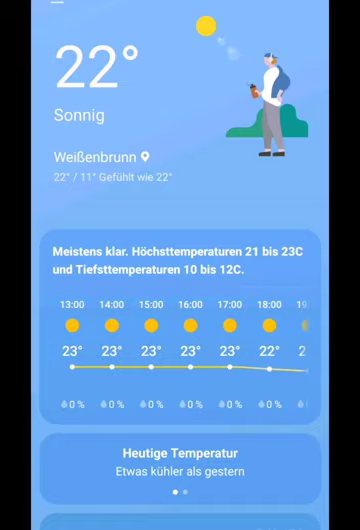 22°
Sonnig
Weißenbrunn
22° / 11° Gefühlt wie 22°
Meistens klar. Höchsttemperaturen 21 bis 23C
und Tiefsttemperaturen 10 bis 12C.
13:00 14:00 15:00 16:00 17:00 18:00 19
23° 23° 23° 23° 23° 22° 2
0 % 0 % 0 % 0 % 0 % 0 %
Heutige Temperatur
Etwas kühler als gestern